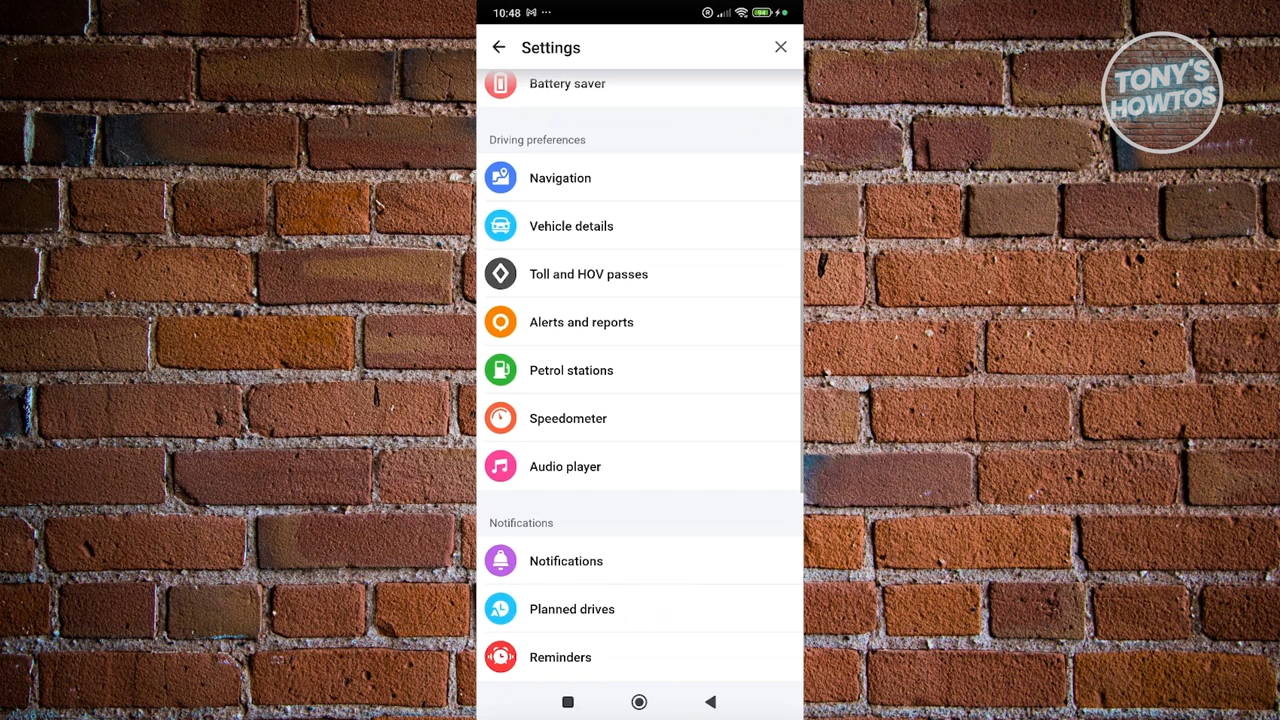 10:48
94
Settings
TONY'S
HOWTOS
Battery saver
Driving preferences
Navigation
Vehicle details
Toll and HOV passes
Alerts and reports
Petrol stations
Speedometer
Audio player
Notifications
Notifications
Planned drives
Reminders